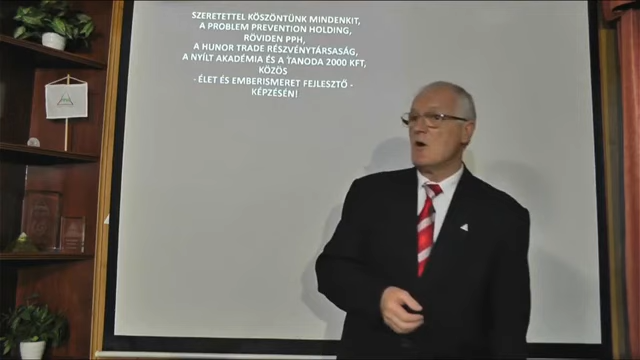 SZERETETTEL KÖSZÖNTÜNK MINDENKIT,
A PROBLEM PREVENTION HOLDING,
RÖVIDEN PPH,
A HUNOR TRADE RÉSZVÉNYTÁRSASÁG,
A NYÍLT AKADÉMIA ÉS A TANODA 2000 KFT,
KÖZÖS
- ÉLET ÉS EMBERISMERET FEJLESZTŐ -
KÉPZÉSÉN!